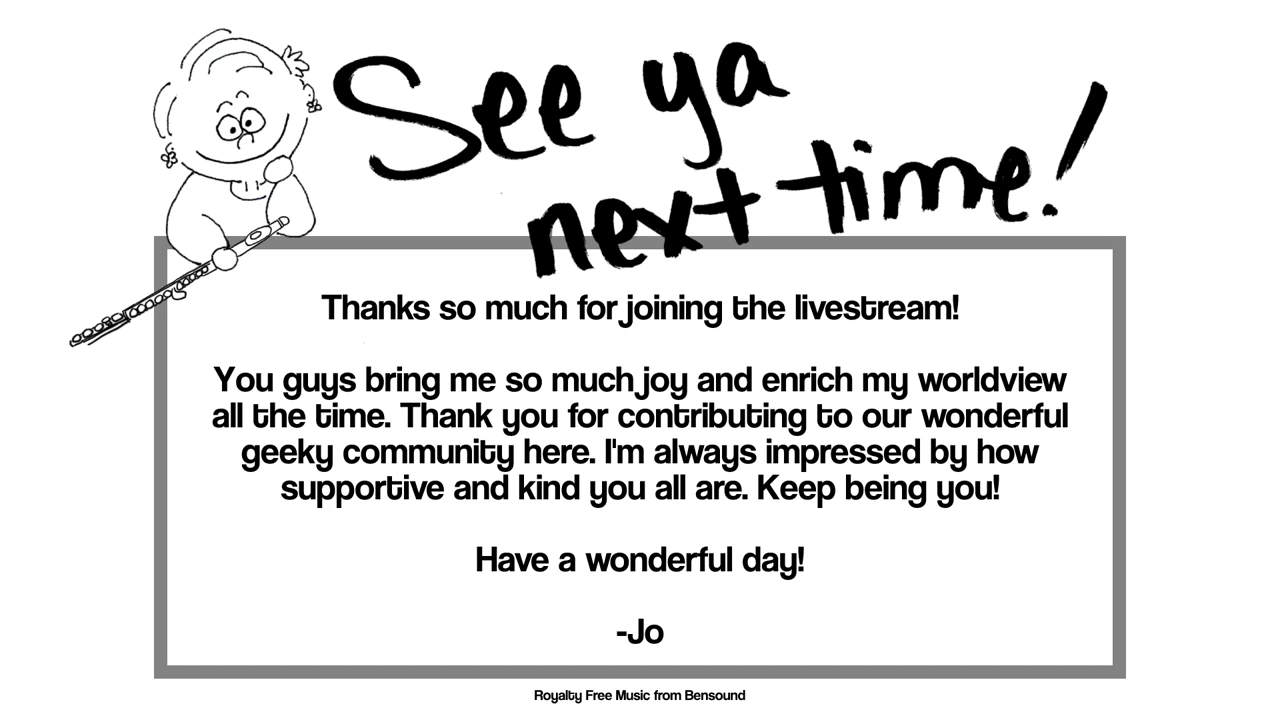 See ya
next time!
Thanks so much for joining the livestream!
You guys bring me so much joy and enrich my worldview
all the time. Thank you for contributing to our wonderful
geeky community here. I'm always impressed by how
supportive and kind you all are. Keep being you!
Have a wonderful day!
-Jo
Royalty Free Music from Bensound